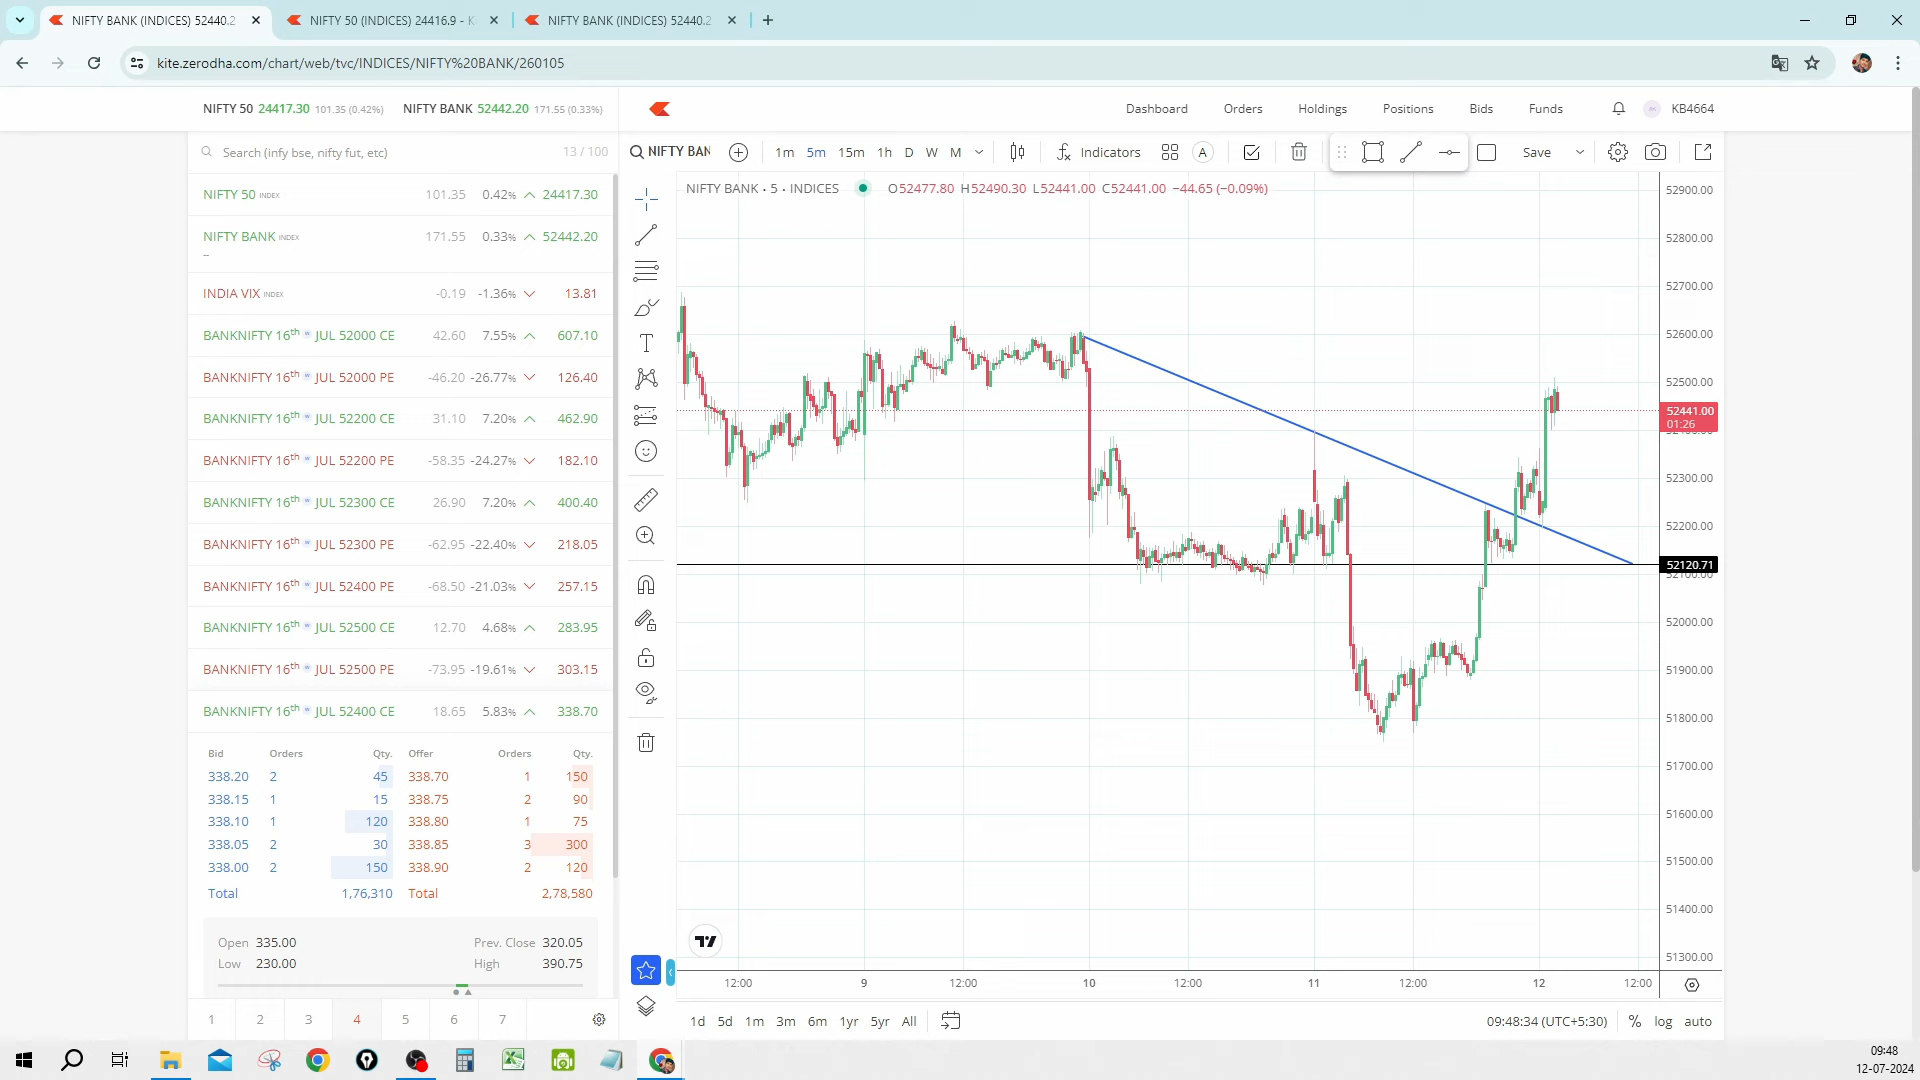 NIFTY BANK (INDICES) 52440.2
NIFTY 50 (INDICES) 24416.9 - K
NIFTY BANK (INDICES) 52440.2
kite.zerodha.com/chart/web/tvc/INDICES/NIFTY%20BANK/260105
NIFTY 50 24417.30 101.35 (0.42%) NIFTY BANK 52442.20 171.55 (0.33%)
Dashboard Orders Holdings Positions Bids Funds KB4664
Search (infy bse, nifty fut, etc) 13 / 100
NIFTY BAN 1m 5m 15m 1h D W M Indicators A Save
NIFTY BANK • 5 • INDICES O52477.80 H52490.30 L52441.00 C52441.00 −44.65 (−0.09%)
NIFTY 50 INDEX 101.35 0.42% 24417.30
NIFTY BANK INDEX 171.55 0.33% 52442.20
–
INDIA VIX INDEX -0.19 -1.36% 13.81
BANKNIFTY 16th w JUL 52000 CE 42.60 7.55% 607.10
BANKNIFTY 16th w JUL 52000 PE -46.20 -26.77% 126.40
BANKNIFTY 16th w JUL 52200 CE 31.10 7.20% 462.90
BANKNIFTY 16th w JUL 52200 PE -58.35 -24.27% 182.10
BANKNIFTY 16th w JUL 52300 CE 26.90 7.20% 400.40
BANKNIFTY 16th w JUL 52300 PE -62.95 -22.40% 218.05
BANKNIFTY 16th w JUL 52400 PE -68.50 -21.03% 257.15
BANKNIFTY 16th w JUL 52500 CE 12.70 4.68% 283.95
BANKNIFTY 16th w JUL 52500 PE -73.95 -19.61% 303.15
BANKNIFTY 16th w JUL 52400 CE 18.65 5.83% 338.70
Bid Orders Qty. Offer Orders Qty.
338.20 2 45 338.70 1 150
338.15 1 15 338.75 2 90
338.10 1 120 338.80 1 75
338.05 2 30 338.85 3 300
338.00 2 150 338.90 2 120
Total 1,76,310 Total 2,78,580
Open 335.00 Prev. Close 320.05
Low 230.00 High 390.75
1 2 3 4 5 6 7
52900.00
52800.00
52700.00
52600.00
52500.00
52441.00
01:26
52300.00
52200.00
52120.71
52000.00
51900.00
51800.00
51700.00
51600.00
51500.00
51400.00
51300.00
12:00 9 12:00 10 12:00 11 12:00 12 12:00
1d 5d 1m 3m 6m 1yr 5yr All 09:48:34 (UTC+5:30) % log auto
09:48
12-07-2024